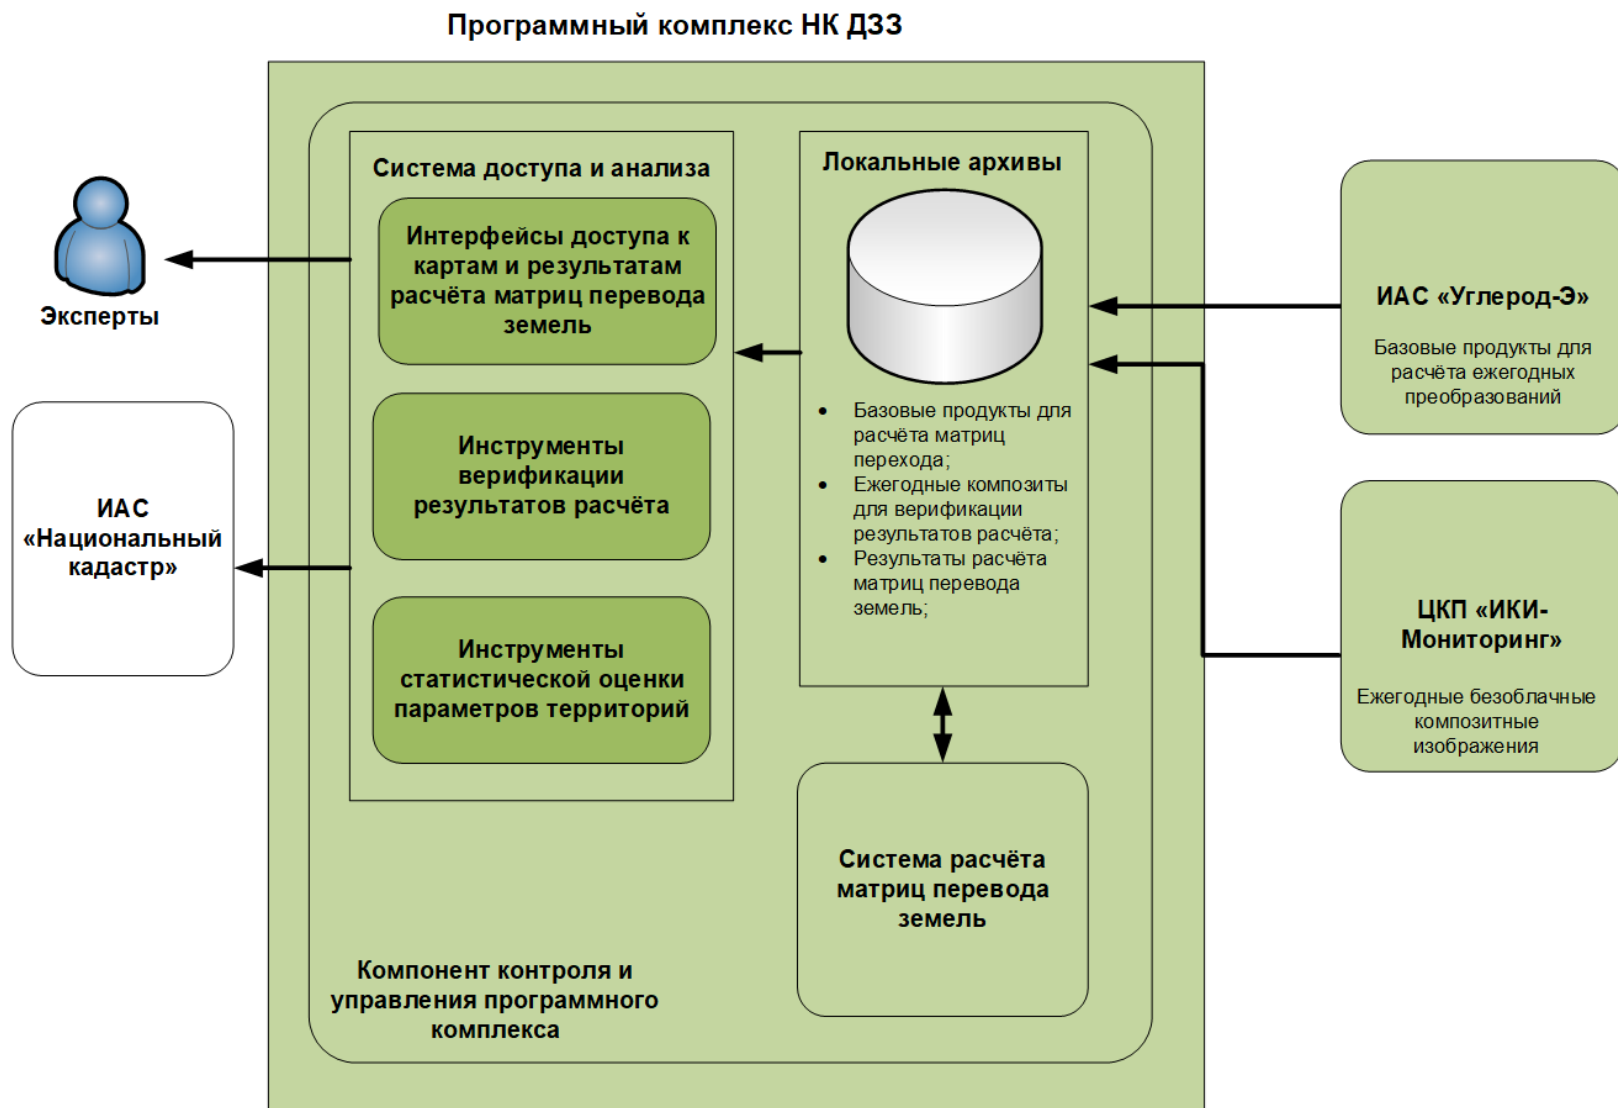 Программный комплекс НК ДЗЗ
Система доступа и анализа
Интерфейсы доступа к
картам и результатам
расчёта матриц перевода
земель
Инструменты
верификации
результатов расчёта
Инструменты
статистической оценки
параметров территорий
Компонент контроля и
управления программного
комплекса
Локальные архивы
• Базовые продукты для
расчёта матриц
перехода;
• Ежегодные композиты
для верификации
результатов расчёта;
• Результаты расчёта
матриц перевода
земель;
Система расчёта
матриц перевода
земель
Эксперты
ИАС
«Национальный
кадастр»
ИАС «Углерод-Э»
Базовые продукты для
расчёта ежегодных
преобразований
ЦКП «ИКИ-
Мониторинг»
Ежегодные безоблачные
композитные
изображения